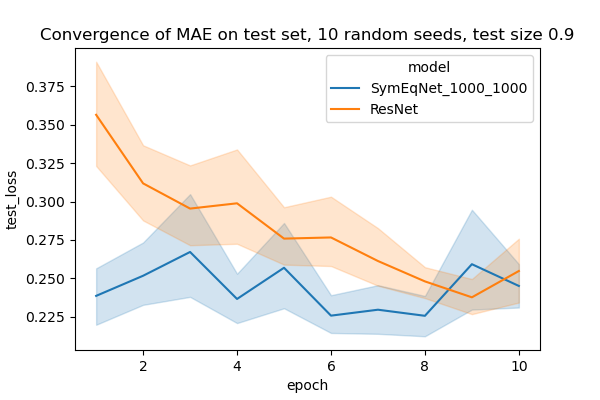 Convergence of MAE on test set, 10 random seeds, test size 0.9
model
SymEqNet_1000_1000
ResNet
0.375
0.350
0.325
0.300
0.275
0.250
0.225
test_loss
2
4
6
8
10
epoch